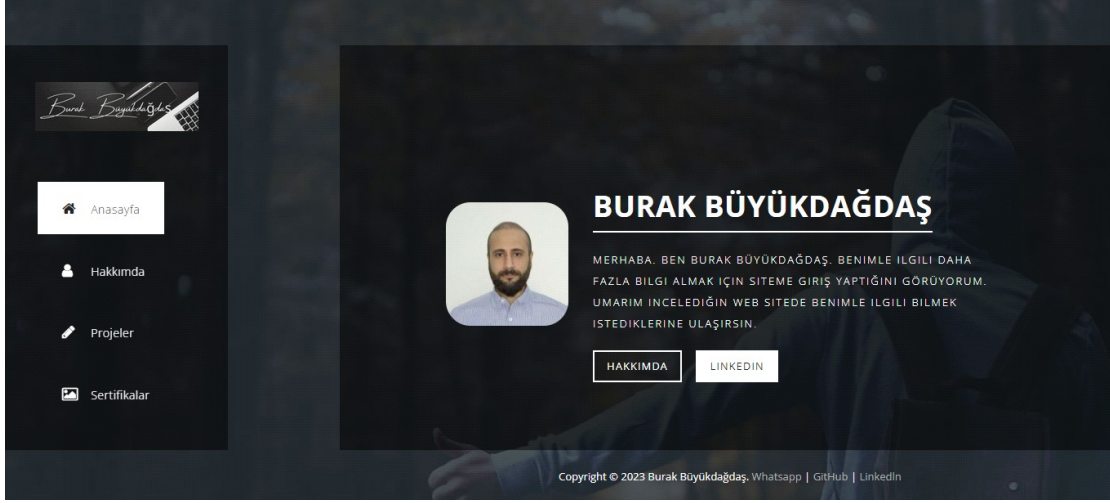 Burak Büyükdağdaş
Anasayfa
Hakkımda
Projeler
Sertifikalar
BURAK BÜYÜKDAĞDAŞ
MERHABA. BEN BURAK BÜYÜKDAĞDAŞ. BENIMLE ILGILI DAHA
FAZLA BILGI ALMAK IÇIN SITEME GIRIŞ YAPTIĞINI GÖRÜYORUM.
UMARIM INCELEDIĞIN WEB SITEDE BENIMLE ILGILI BILMEK
ISTEDIKLERINE ULAŞIRSIN.
HAKKIMDA LINKEDIN
Copyright © 2023 Burak Büyükdağdaş. Whatsapp | GitHub | Linkedln